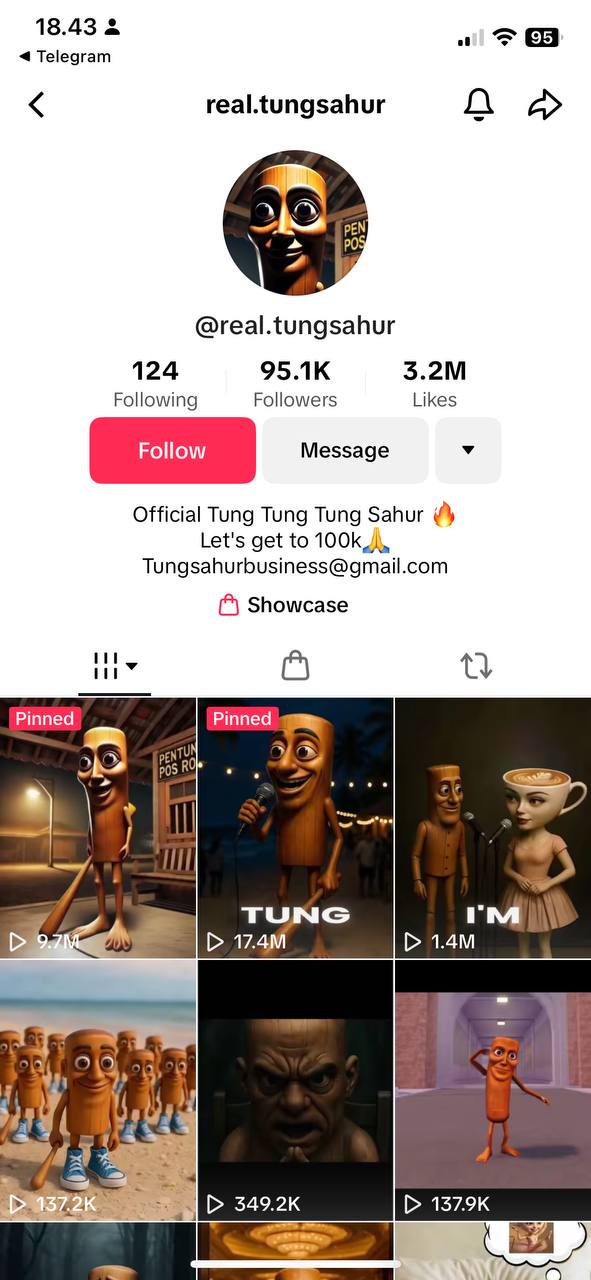 18.43
95
Telegram
real.tungsahur
PEN
POS
@real.tungsahur
124
Following
95.1K
Followers
3.2M
Likes
Follow
Message
Official Tung Tung Tung Sahur 🔥
Let's get to 100k🙏
Tungsahurbusiness@gmail.com
Showcase
Pinned
PENTUN
POS RO
9.7M
Pinned
TUNG
17.4M
I'M
1.4M
137.2K
349.2K
137.9K